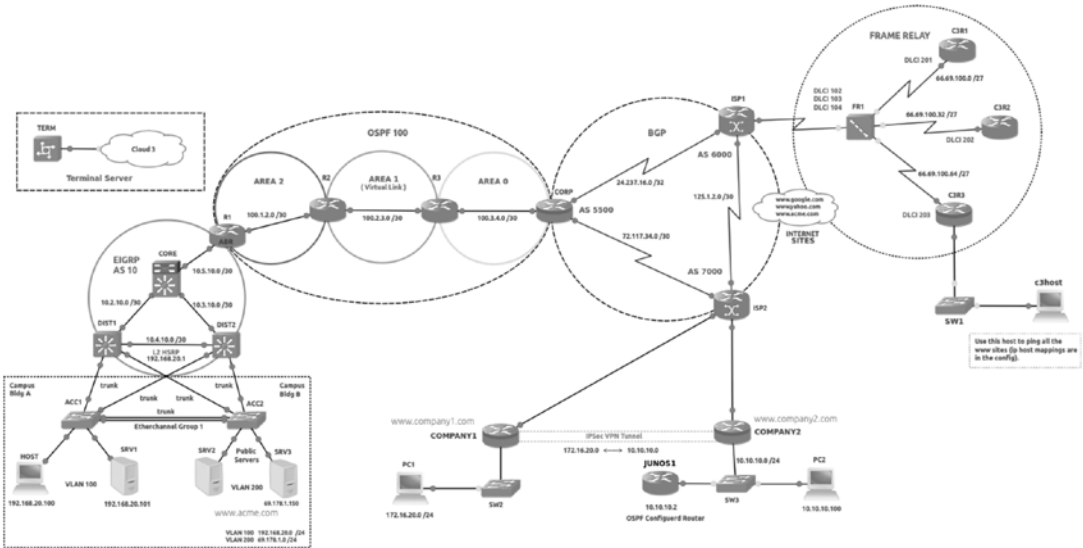 TERM
Cloud 3
Terminal Server
OSPF 100
AREA 2
AREA 1
( Virtual Link )
AREA 0
R1
R2
R3
ABR
100.1.2.0 /30
100.2.3.0 /30
100.3.4.0 /30
CORP
AS 5500
BGP
ISP1
AS 6000
24.237.16.0 /32
125.1.2.0 /30
72.117.34.0 /30
AS 7000
ISP2
www.google.com
www.yahoo.com
www.acme.com
INTERNET
SITES
FRAME RELAY
DLCI 102
DLCI 103
DLCI 104
FR1
C3R1
DLCI 201
66.69.100.0 /27
66.69.100.32 /27
C3R2
DLCI 202
66.69.100.64 /27
C3R3
DLCI 203
SW1
c3host
Use this host to ping all the
www sites (ip host mappings are
in the config).
EIGRP
AS 10
CORE
10.5.10.0 /30
10.2.10.0 /30
10.3.10.0 /30
DIST1
DIST2
10.4.10.0 /30
L2 HSRP
192.168.20.1
Campus
Bldg A
Campus
Bldg B
trunk
trunk
trunk
trunk
ACC1
ACC2
trunk
Etherchannel Group 1
HOST
SRV1
SRV2
Public
Servers
SRV3
VLAN 100
VLAN 200
192.168.20.100
192.168.20.101
69.178.1.150
www.acme.com
VLAN 100 192.168.20.0 /24
VLAN 200 69.178.1.0 /24
www.company1.com
COMPANY1
IPSec VPN Tunnel
172.16.20.0 <---> 10.10.10.0
www.company2.com
COMPANY2
10.10.10.0 /24
PC1
SW2
172.16.20.0 /24
JUNOS1
SW3
PC2
10.10.10.2
OSPF Configuerd Router
10.10.10.100